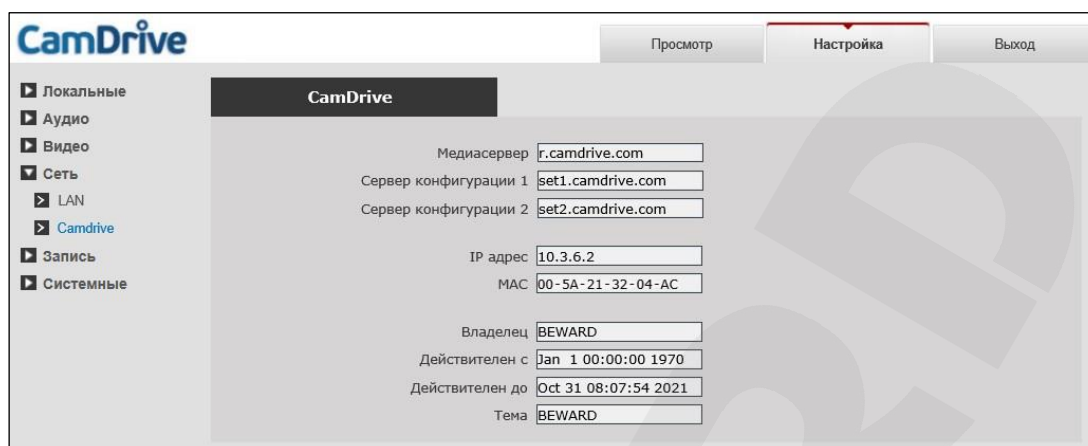 CamDrive
Просмотр
Настройка
Выход
Локальные
Аудио
Видео
Сеть
LAN
Camdrive
Запись
Системные
CamDrive
Медиасервер r.camdrive.com
Сервер конфигурации 1 set1.camdrive.com
Сервер конфигурации 2 set2.camdrive.com
IP адрес 10.3.6.2
MAC 00-5A-21-32-04-AC
Владелец BEWARD
Действителен с Jan 1 00:00:00 1970
Действителен до Oct 31 08:07:54 2021
Тема BEWARD